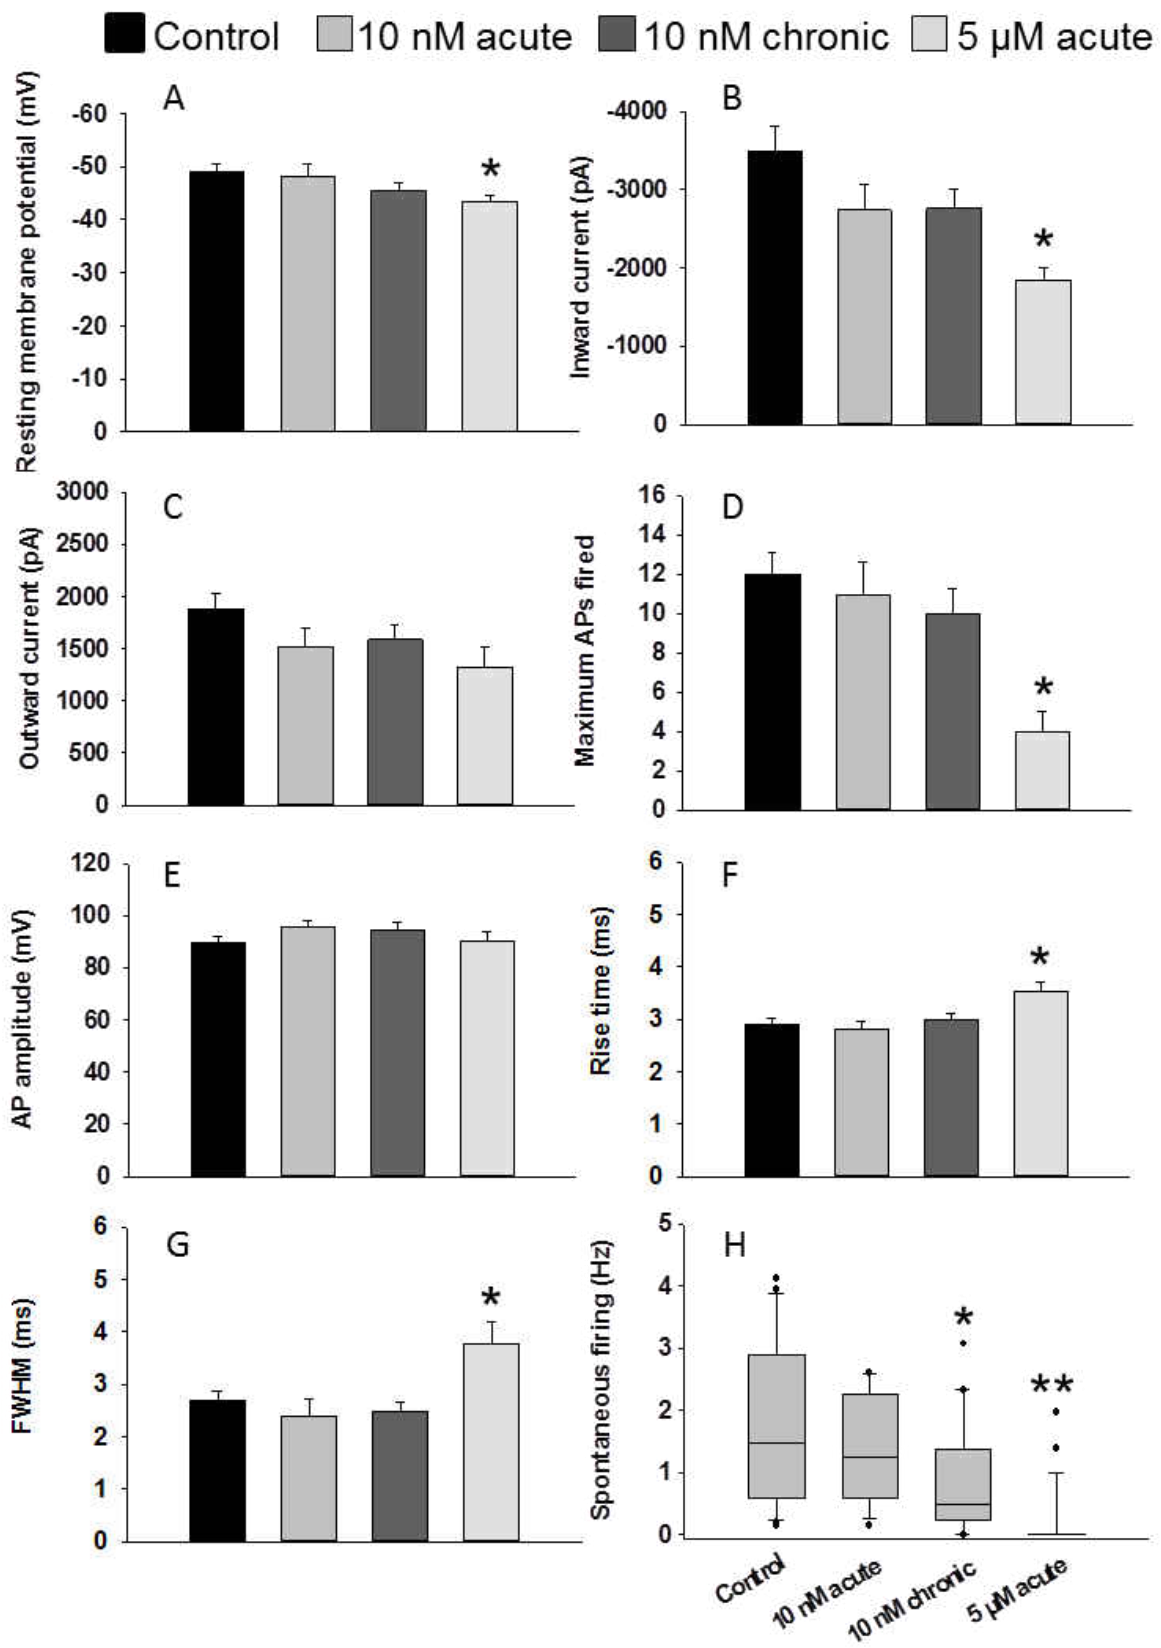 Control 10 nM acute 10 nM chronic 5 µM acute
A
Resting membrane potential (mV)
-60
-50
-40
-30
-20
-10
0
*
B
Inward current (pA)
-4000
-3000
-2000
-1000
0
*
C
Outward current (pA)
3000
2500
2000
1500
1000
500
0
D
Maximum APs fired
16
14
12
10
8
6
4
2
0
*
E
AP amplitude (mV)
120
100
80
60
40
20
0
F
Rise time (ms)
6
5
4
3
2
1
0
*
G
FWHM (ms)
6
5
4
3
2
1
0
*
H
Spontaneous firing (Hz)
5
4
3
2
1
0
*
**
Control
10 nM acute
10 nM chronic
5 µM acute